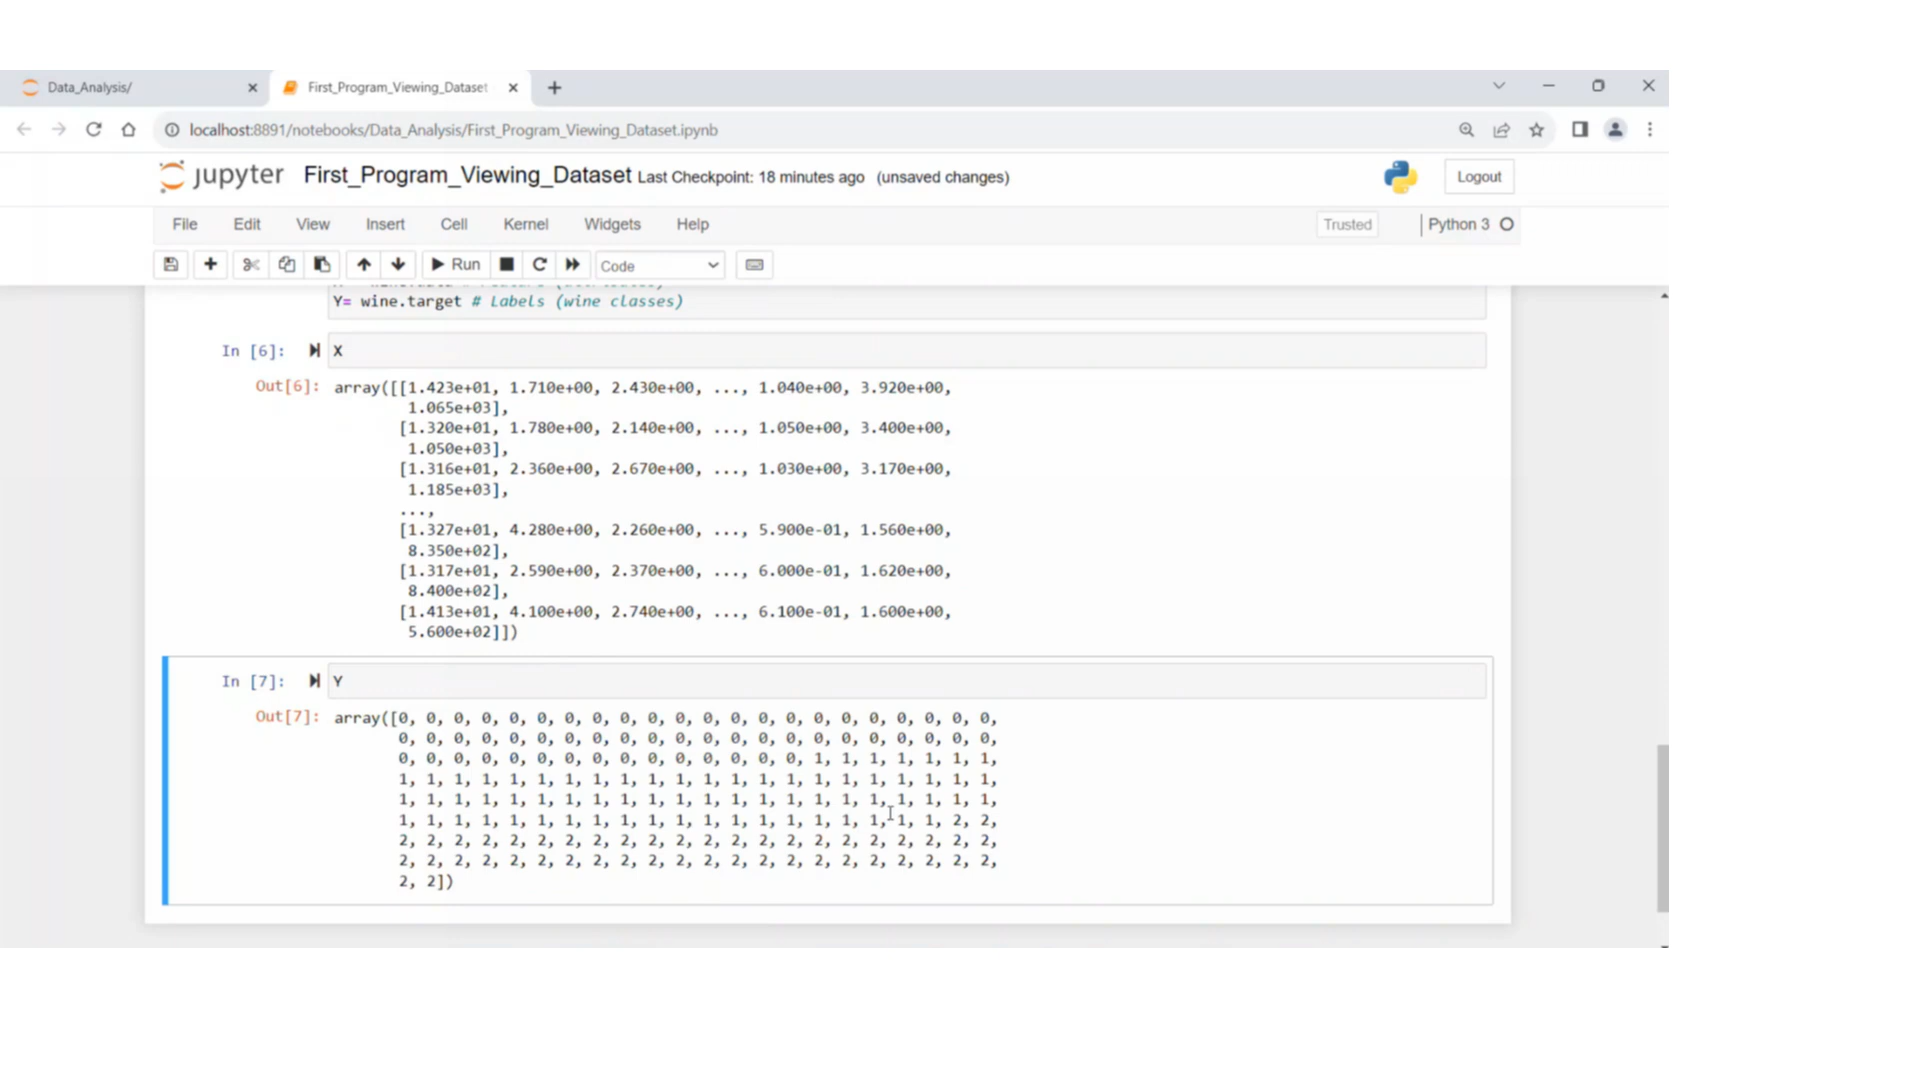 Data_Analysis/
First_Program_Viewing_Dataset
localhost:8891/notebooks/Data_Analysis/First_Program_Viewing_Dataset.ipynb
jupyter First_Program_Viewing_Dataset Last Checkpoint: 18 minutes ago (unsaved changes) Logout
File Edit View Insert Cell Kernel Widgets Help Trusted Python 3
Run Code
Y= wine.target # Labels (wine classes)
In [6]: X
Out[6]: array([[1.423e+01, 1.710e+00, 2.430e+00, ..., 1.040e+00, 3.920e+00,
1.065e+03],
[1.320e+01, 1.780e+00, 2.140e+00, ..., 1.050e+00, 3.400e+00,
1.050e+03],
[1.316e+01, 2.360e+00, 2.670e+00, ..., 1.030e+00, 3.170e+00,
1.185e+03],
...,
[1.327e+01, 4.280e+00, 2.260e+00, ..., 5.900e-01, 1.560e+00,
8.350e+02],
[1.317e+01, 2.590e+00, 2.370e+00, ..., 6.000e-01, 1.620e+00,
8.400e+02],
[1.413e+01, 4.100e+00, 2.740e+00, ..., 6.100e-01, 1.600e+00,
5.600e+02]])
In [7]: Y
Out[7]: array([0, 0, 0, 0, 0, 0, 0, 0, 0, 0, 0, 0, 0, 0, 0, 0, 0, 0, 0, 0, 0, 0,
0, 0, 0, 0, 0, 0, 0, 0, 0, 0, 0, 0, 0, 0, 0, 0, 0, 0, 0, 0, 0, 0,
0, 0, 0, 0, 0, 0, 0, 0, 0, 0, 0, 0, 0, 0, 0, 1, 1, 1, 1, 1, 1, 1,
1, 1, 1, 1, 1, 1, 1, 1, 1, 1, 1, 1, 1, 1, 1, 1, 1, 1, 1, 1, 1, 1,
1, 1, 1, 1, 1, 1, 1, 1, 1, 1, 1, 1, 1, 1, 1, 1, 1, 1, 1, 1, 1, 1,
1, 1, 1, 1, 1, 1, 1, 1, 1, 1, 1, 1, 1, 1, 1, 1, 1, 1, 1, 1, 2, 2,
2, 2, 2, 2, 2, 2, 2, 2, 2, 2, 2, 2, 2, 2, 2, 2, 2, 2, 2, 2, 2, 2,
2, 2, 2, 2, 2, 2, 2, 2, 2, 2, 2, 2, 2, 2, 2, 2, 2, 2, 2, 2, 2, 2,
2, 2])